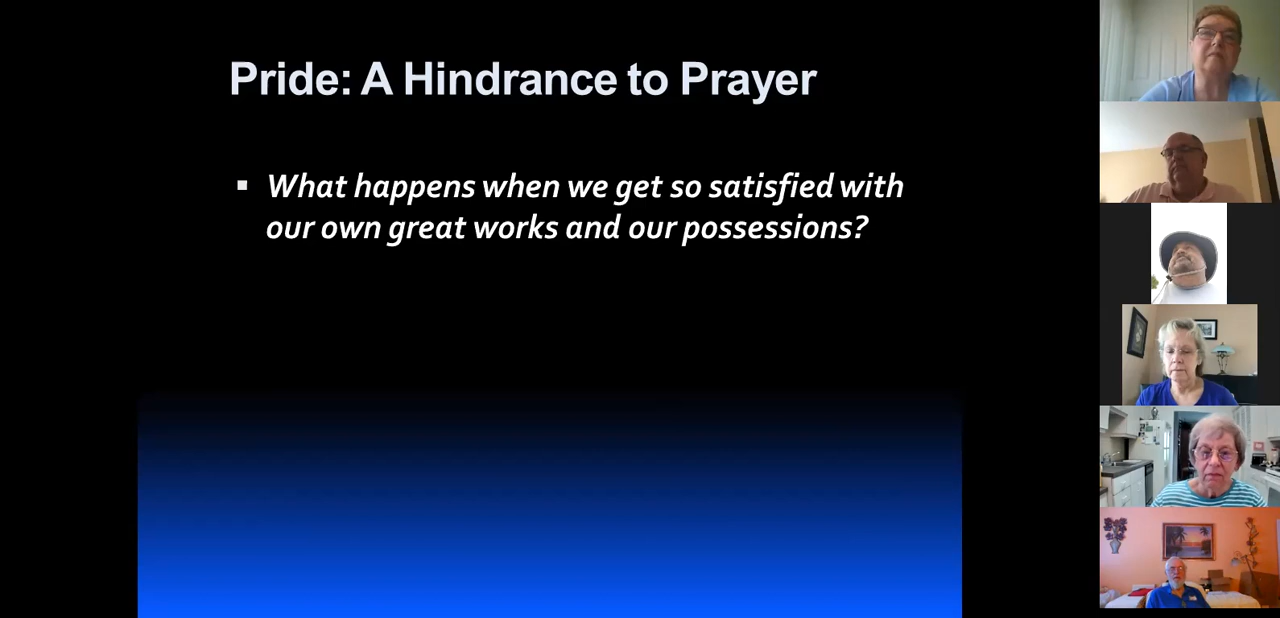 Pride: A Hindrance to Prayer
▪ What happens when we get so satisfied with
our own great works and our possessions?